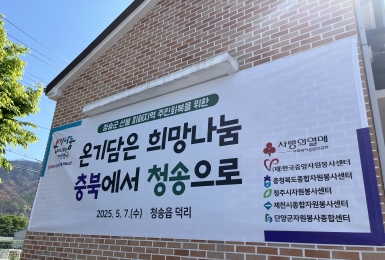 청송군 산불 피해지역 주민회복을 위한
온기담은 희망나눔
충북에서 청송으로
2025. 5. 7.(수) 청송읍 덕리
사랑의열매
(재)한국중앙자원봉사센터
충청북도종합자원봉사센터
청주시자원봉사센터
제천시종합자원봉사센터
단양군자원봉사종합센터